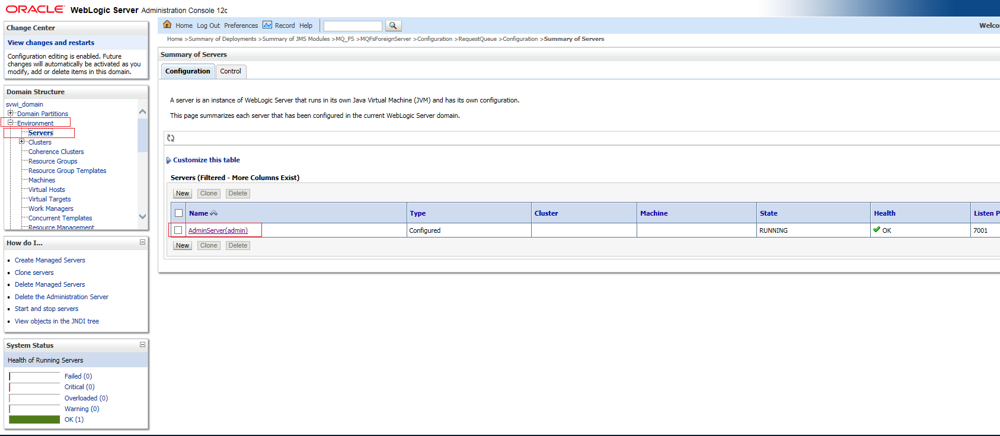 ORACLE WebLogic Server Administration Console 12c
Change Center
View changes and restarts
Configuration editing is enabled. Future
changes will automatically be activated as you
modify, add or delete items in this domain.
Domain Structure
svwi_domain
Domain Partitions
Environment
Servers
Clusters
Coherence Clusters
Resource Groups
Resource Group Templates
Machines
Virtual Hosts
Virtual Targets
Work Managers
Concurrent Templates
Resource Management
How do I...
Create Managed Servers
Clone servers
Delete Managed Servers
Delete the Administration Server
Start and stop servers
View objects in the JNDI tree
System Status
Health of Running Servers
Failed (0)
Critical (0)
Overloaded (0)
Warning (0)
OK (1)
Home Log Out Preferences Record Help
Welco
Home >Summary of Deployments >Summary of JMS Modules >MQ_FS >MQFsForeignServer >Configuration >RequestQueue >Configuration >Summary of Servers
Summary of Servers
Configuration Control
A server is an instance of WebLogic Server that runs in its own Java Virtual Machine (JVM) and has its own configuration.
This page summarizes each server that has been configured in the current WebLogic Server domain.
Customize this table
Servers (Filtered - More Columns Exist)
New Clone Delete
Name Type Cluster Machine State Health Listen P
AdminServer(admin) Configured RUNNING OK 7001
New Clone Delete